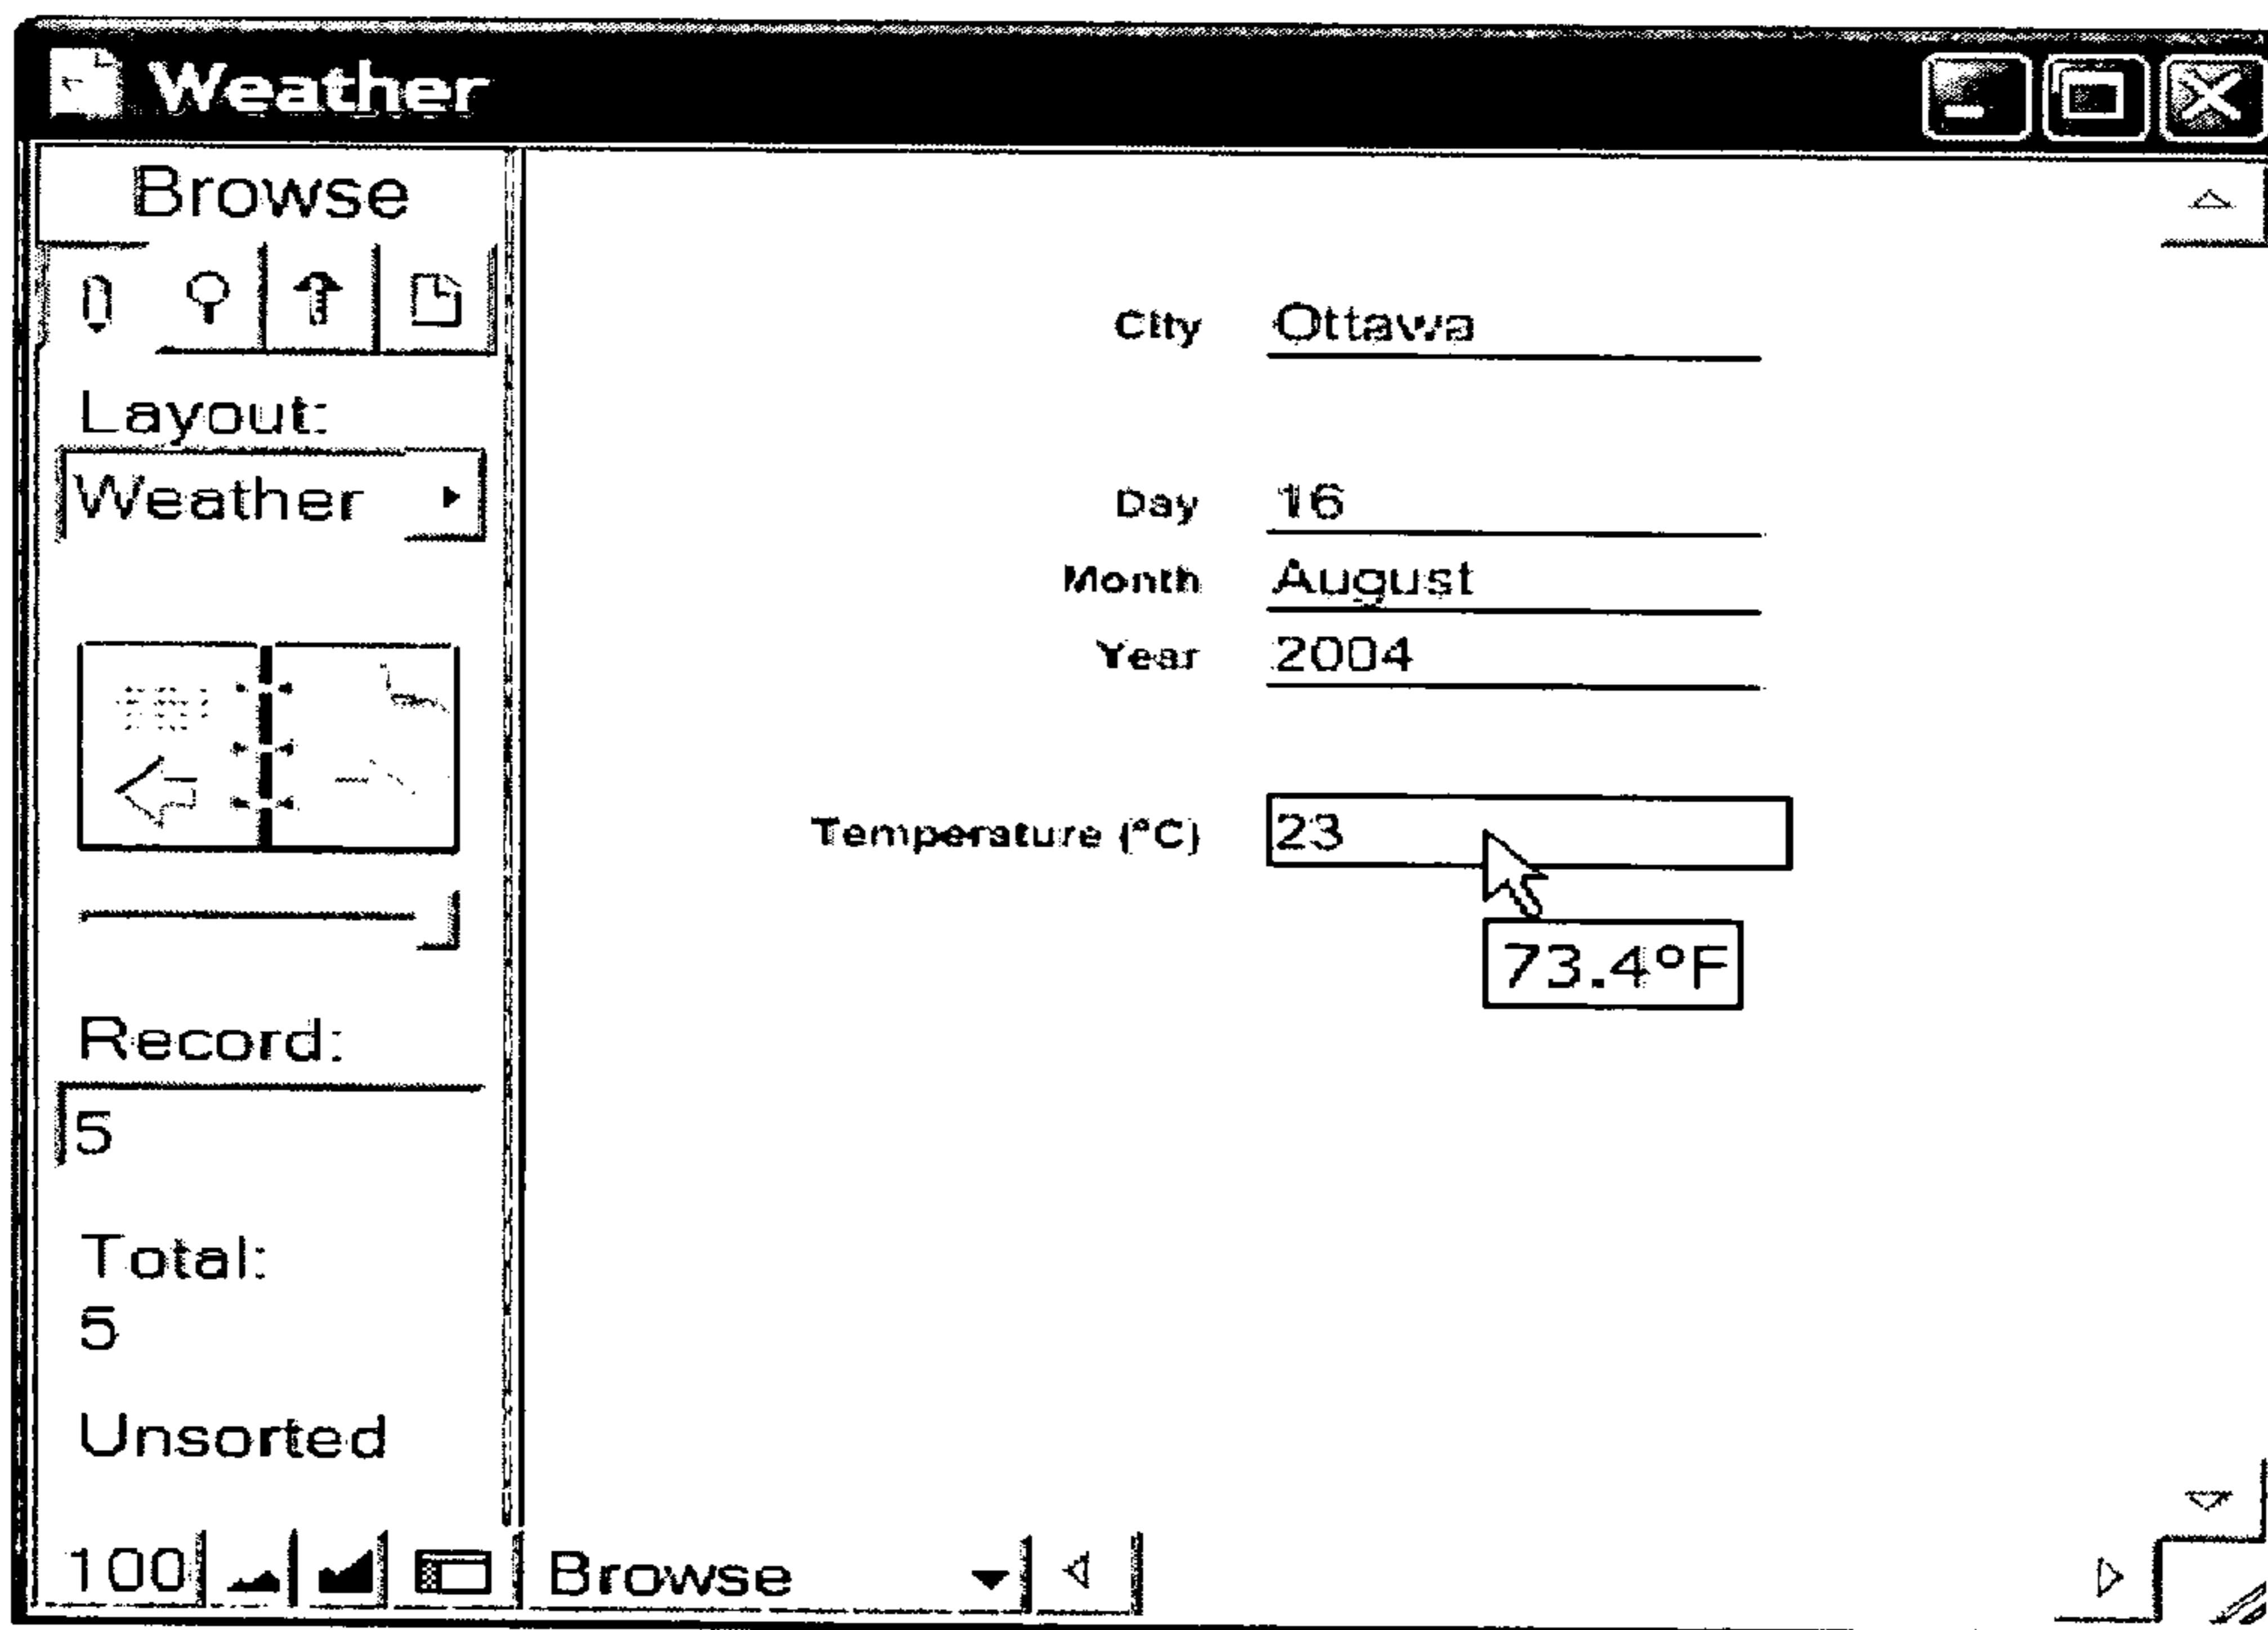 Weather
Browse
Layout:
Weather
Record:
5
Total:
5
Unsorted
City Ottawa
Day 16
Month August
Year 2004
Temperature (°C) 23
73.4°F
100 Browse